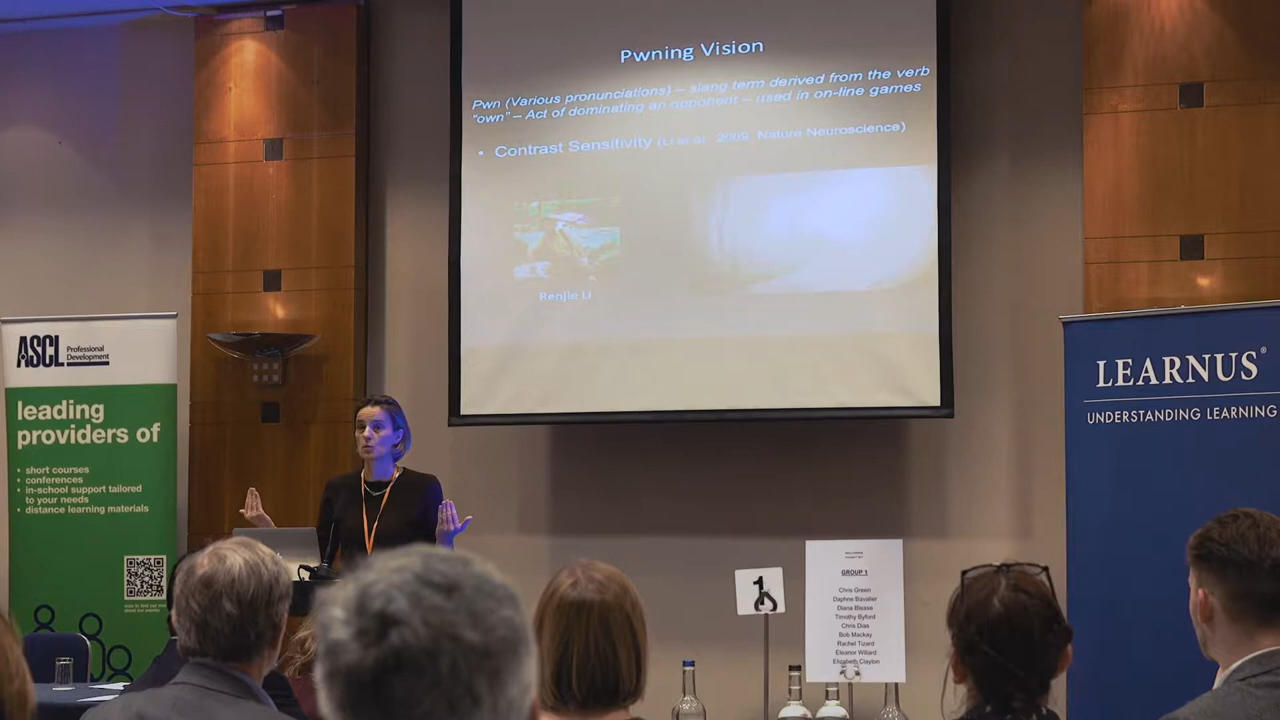 Pwning Vision
Pwn (Various pronunciations) – slang term derived from the verb
"own" – Act of dominating an opponent – used in on-line games
• Contrast Sensitivity (Li et al. 2009, Nature Neuroscience)
Renjie Li
ASCL Professional
Development
leading
providers of
• short courses
• conferences
• in-school support tailored
to your needs
• distance learning materials
LEARNUS®
UNDERSTANDING LEARNING
1
GROUP 1
Chris Green
Daphne Bavalier
Diana Blease
Timothy Byford
Chris Dias
Bob Mackay
Rachel Tizard
Eleanor Willard
Elizabeth Clayton